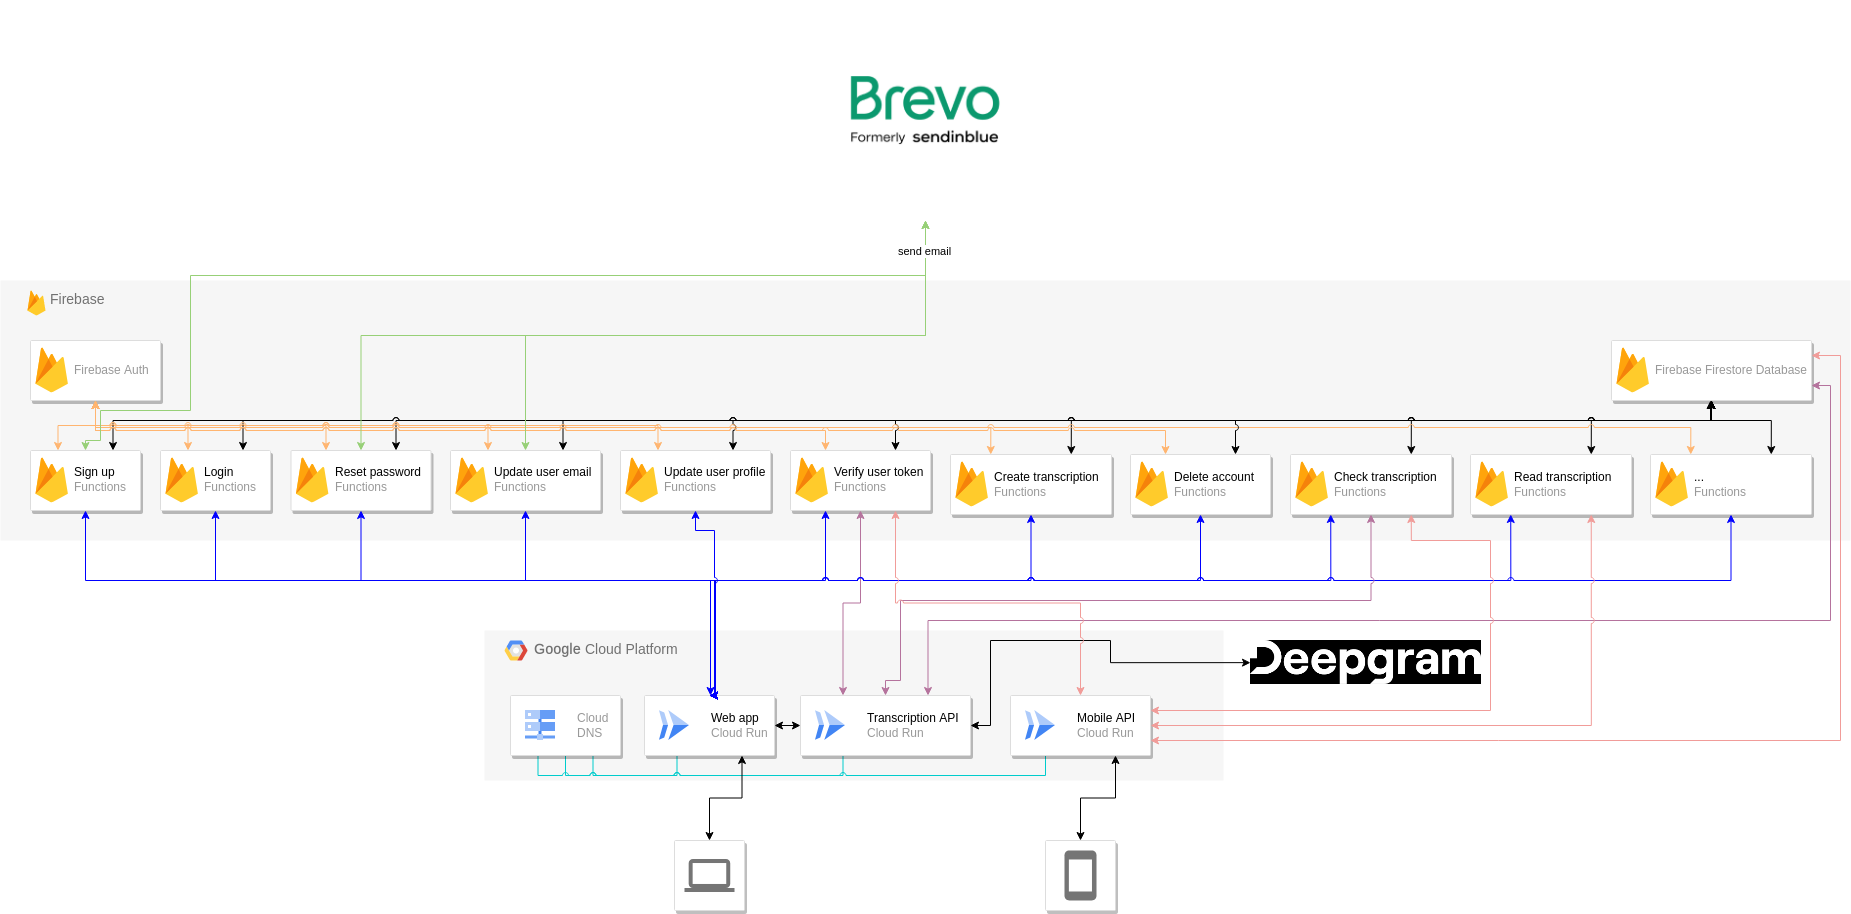 Brevo
Formerly sendinblue
send email
Firebase
Firebase Auth
Firebase Firestore Database
Sign up
Functions
Login
Functions
Reset password
Functions
Update user email
Functions
Update user profile
Functions
Verify user token
Functions
Create transcription
Functions
Delete account
Functions
Check transcription
Functions
Read transcription
Functions
...
Functions
Google Cloud Platform
Deepgram
Cloud
DNS
Web app
Cloud Run
Transcription API
Cloud Run
Mobile API
Cloud Run